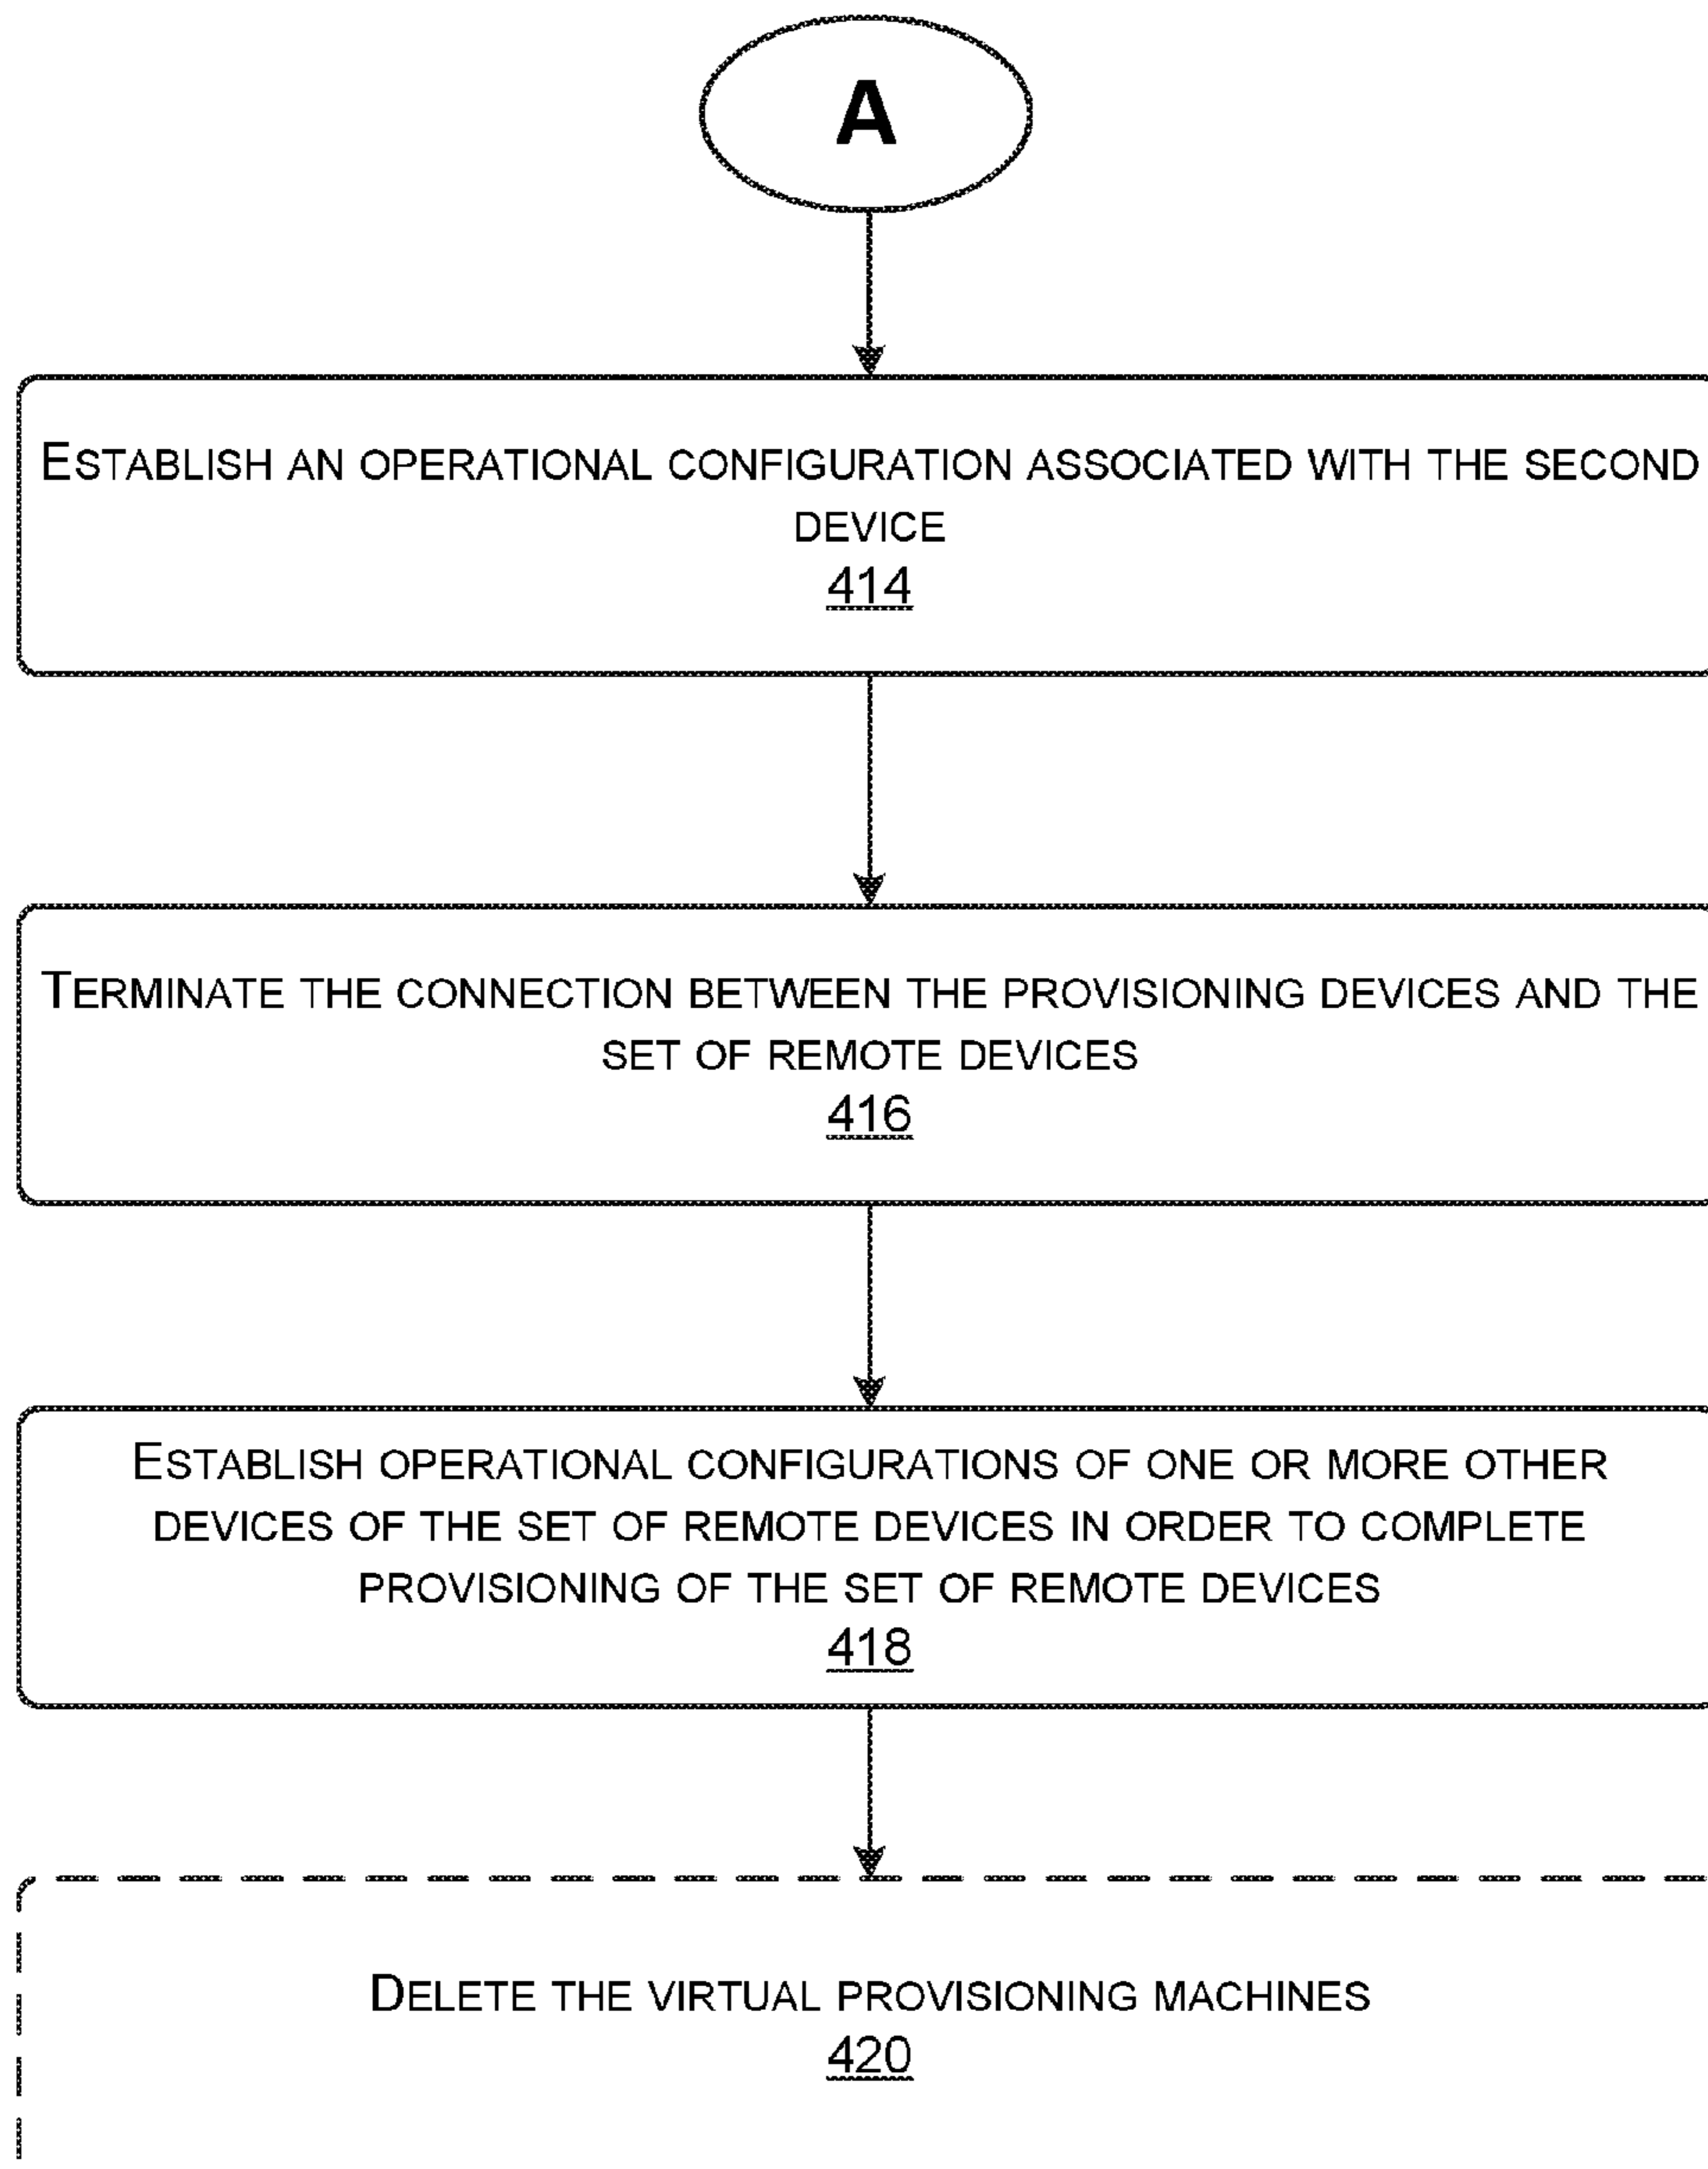 A
ESTABLISH AN OPERATIONAL CONFIGURATION ASSOCIATED WITH THE SECOND
DEVICE
414
TERMINATE THE CONNECTION BETWEEN THE PROVISIONING DEVICES AND THE
SET OF REMOTE DEVICES
416
ESTABLISH OPERATIONAL CONFIGURATIONS OF ONE OR MORE OTHER
DEVICES OF THE SET OF REMOTE DEVICES IN ORDER TO COMPLETE
PROVISIONING OF THE SET OF REMOTE DEVICES
418
DELETE THE VIRTUAL PROVISIONING MACHINES
420